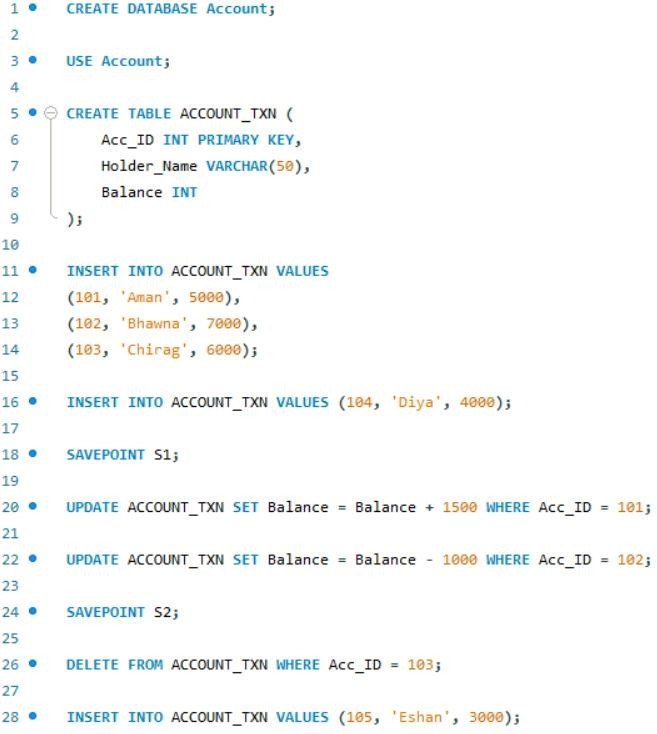 1 CREATE DATABASE Account;
2
3 USE Account;
4
5 CREATE TABLE ACCOUNT_TXN (
6 Acc_ID INT PRIMARY KEY,
7 Holder_Name VARCHAR(50),
8 Balance INT
9 );
10
11 INSERT INTO ACCOUNT_TXN VALUES
12 (101, 'Aman', 5000),
13 (102, 'Bhawna', 7000),
14 (103, 'Chirag', 6000);
15
16 INSERT INTO ACCOUNT_TXN VALUES (104, 'Diya', 4000);
17
18 SAVEPOINT S1;
19
20 UPDATE ACCOUNT_TXN SET Balance = Balance + 1500 WHERE Acc_ID = 101;
21
22 UPDATE ACCOUNT_TXN SET Balance = Balance - 1000 WHERE Acc_ID = 102;
23
24 SAVEPOINT S2;
25
26 DELETE FROM ACCOUNT_TXN WHERE Acc_ID = 103;
27
28 INSERT INTO ACCOUNT_TXN VALUES (105, 'Eshan', 3000);